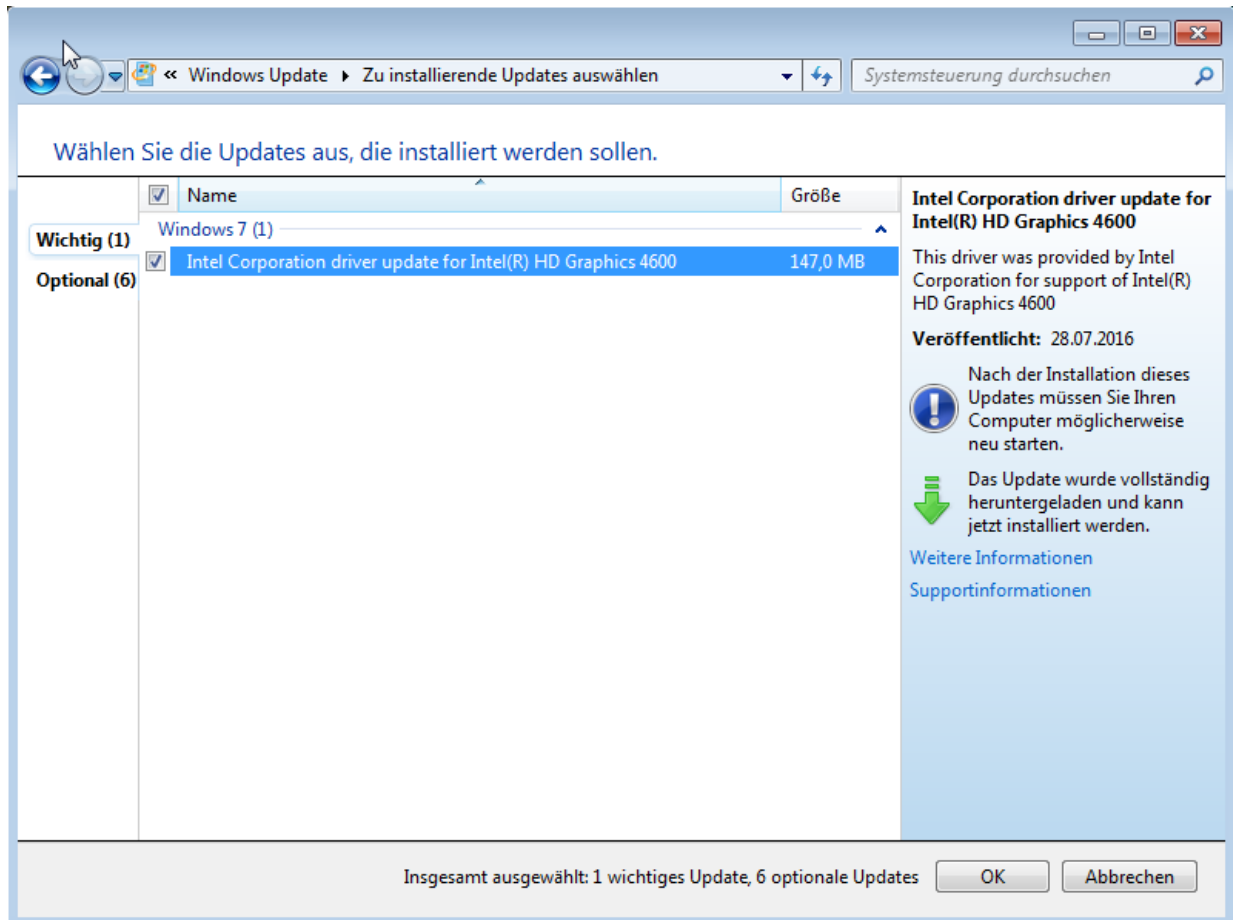 « Windows Update ▸ Zu installierende Updates auswählen
Systemsteuerung durchsuchen
Wählen Sie die Updates aus, die installiert werden sollen.
Name
Größe
Wichtig (1)
Optional (6)
Windows 7 (1)
Intel Corporation driver update for Intel(R) HD Graphics 4600
147,0 MB
Intel Corporation driver update for
Intel(R) HD Graphics 4600
This driver was provided by Intel
Corporation for support of Intel(R)
HD Graphics 4600
Veröffentlicht: 28.07.2016
Nach der Installation dieses
Updates müssen Sie Ihren
Computer möglicherweise
neu starten.
Das Update wurde vollständig
heruntergeladen und kann
jetzt installiert werden.
Weitere Informationen
Supportinformationen
Insgesamt ausgewählt: 1 wichtiges Update, 6 optionale Updates
OK
Abbrechen